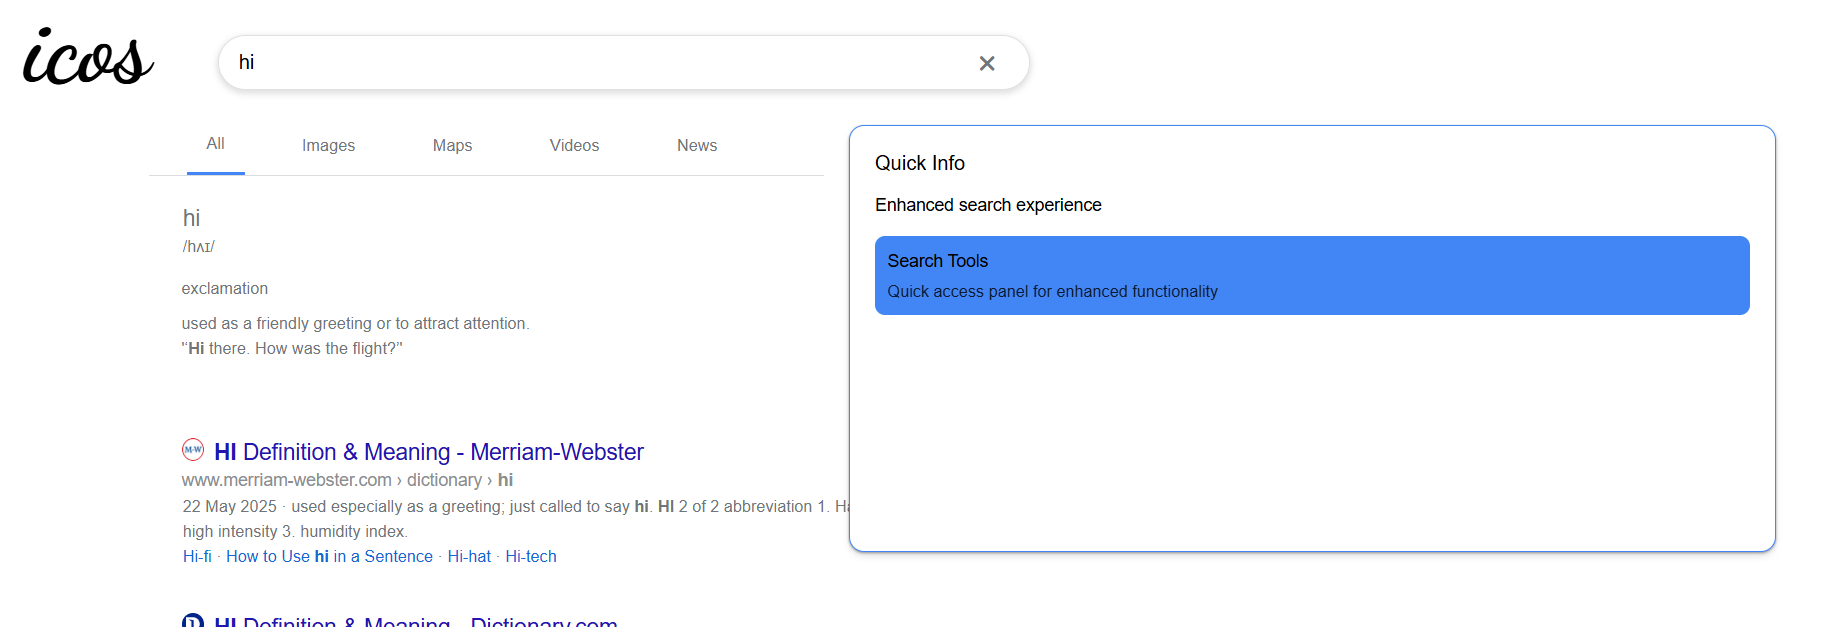 icos
hi
All
Images
Maps
Videos
News
hi
/hʌɪ/
exclamation
used as a friendly greeting or to attract attention.
"Hi there. How was the flight?"
HI Definition & Meaning - Merriam-Webster
www.merriam-webster.com › dictionary › hi
22 May 2025 · used especially as a greeting; just called to say hi. HI 2 of 2 abbreviation 1.
high intensity 3. humidity index.
Hi-fi · How to Use hi in a Sentence · Hi-hat · Hi-tech
HI Definition & Meaning - Dictionary.com
Quick Info
Enhanced search experience
Search Tools
Quick access panel for enhanced functionality